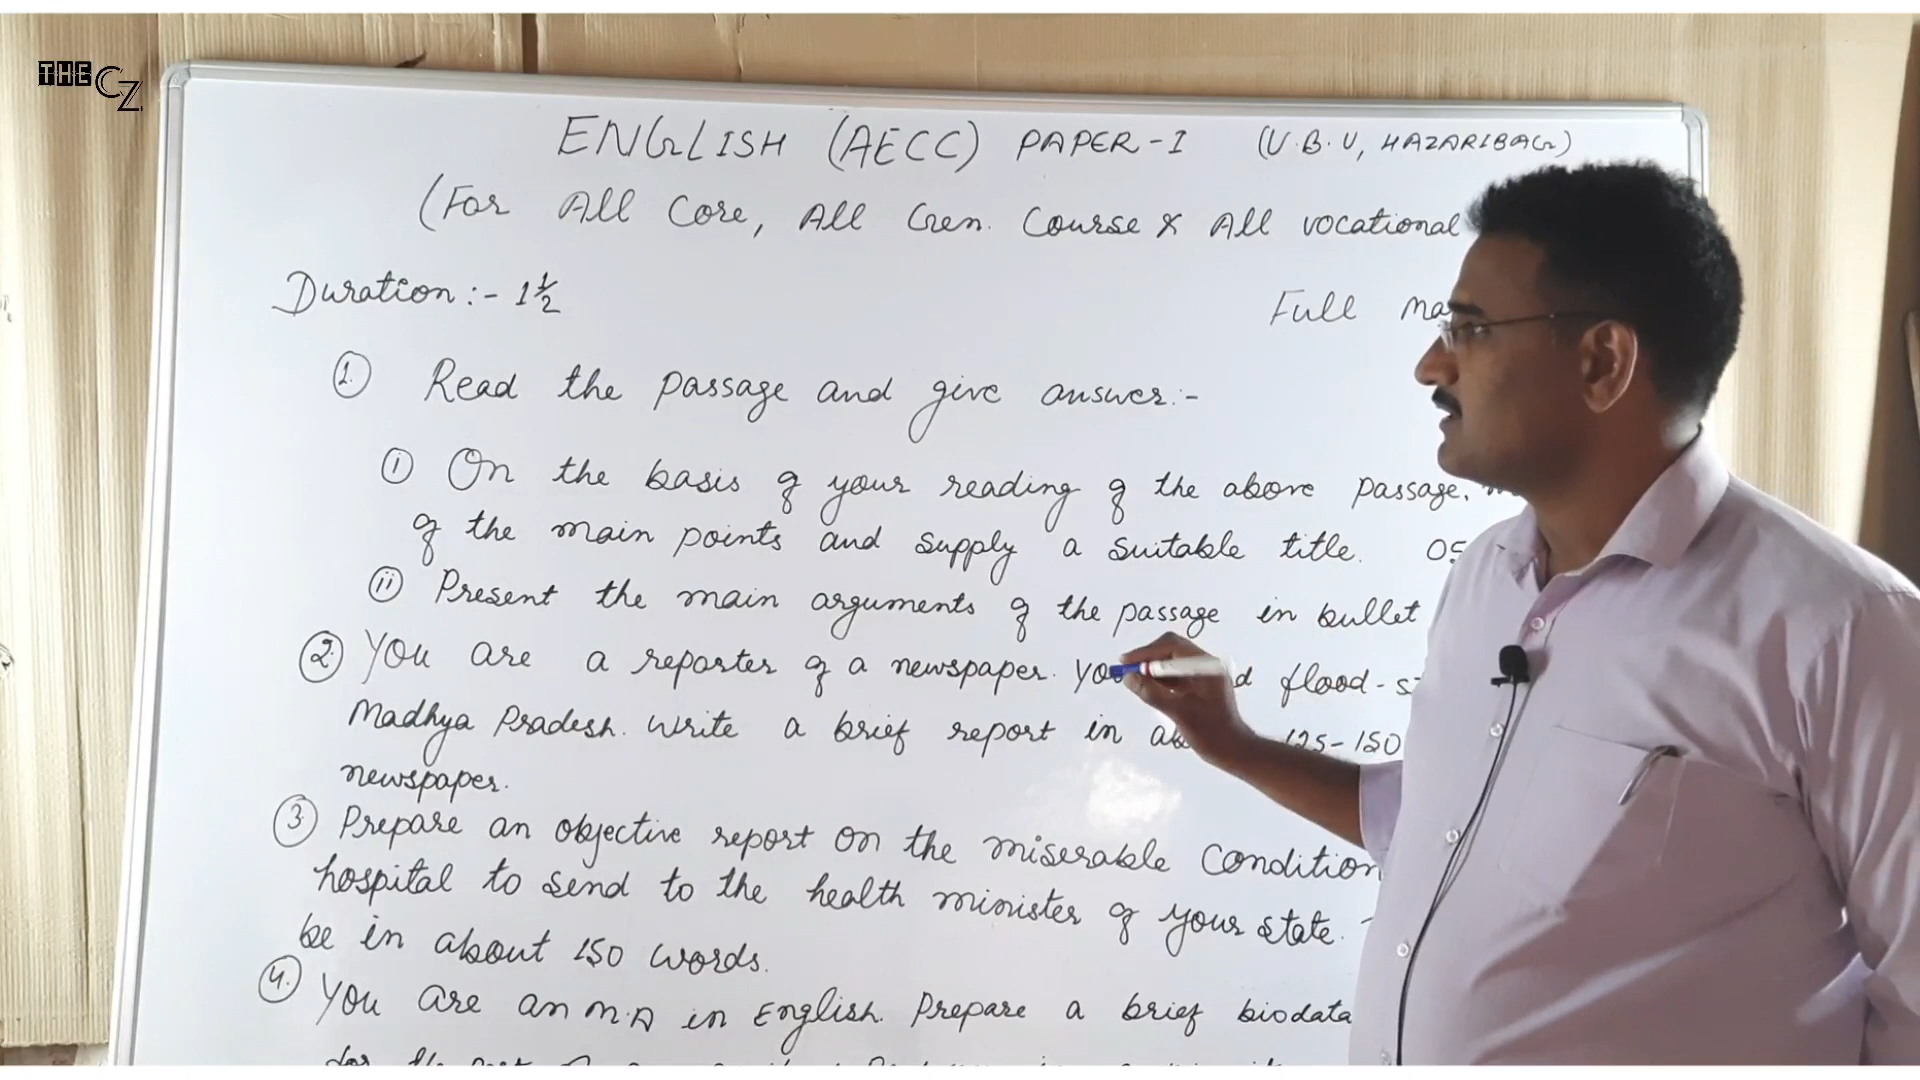 THE CZ
ENGLISH (AECC) PAPER-I (V.B.U, HAZARIBAG)
(For All Core, All Gen. Course & All vocational
Duration:- 1 1/2
Full Ma
1. Read the passage and give answer:-
i On the basis of your reading of the above passage,
of the main points and supply a suitable title. 05
ii Present the main arguments of the passage in bullet
2. You are a reporter of a newspaper. flood-s
Madhya Pradesh. Write a brief report in 125-150
newspaper.
3. Prepare an objective report on the miserable condition
hospital to send to the health minister of your state.
be in about 150 words.
4. You are an M.A in English. Prepare a brief biodata